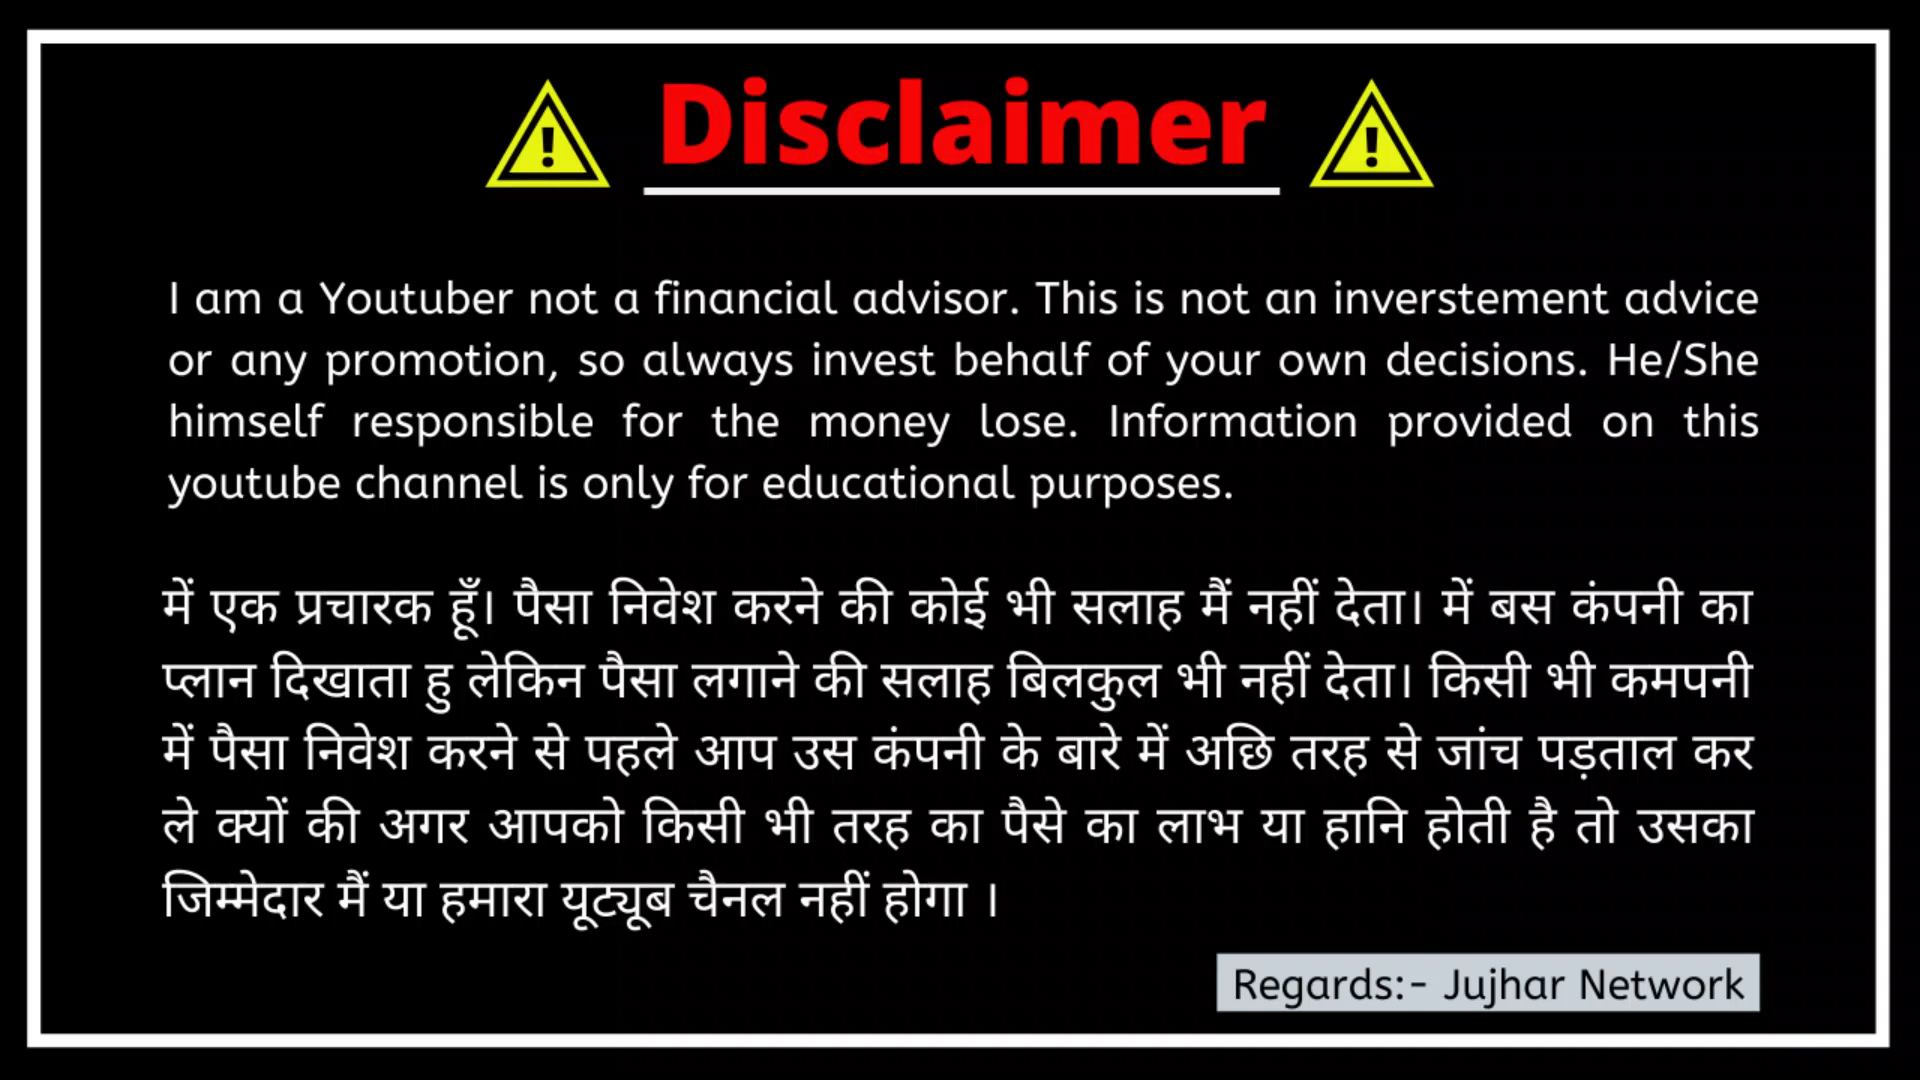 Disclaimer
I am a Youtuber not a financial advisor. This is not an inverstement advice
or any promotion, so always invest behalf of your own decisions. He/She
himself responsible for the money lose. Information provided on this
youtube channel is only for educational purposes.
में एक प्रचारक हूँ। पैसा निवेश करने की कोई भी सलाह मैं नहीं देता। में बस कंपनी का
प्लान दिखाता हु लेकिन पैसा लगाने की सलाह बिलकुल भी नहीं देता। किसी भी कमपनी
में पैसा निवेश करने से पहले आप उस कंपनी के बारे में अछि तरह से जांच पड़ताल कर
ले क्यों की अगर आपको किसी भी तरह का पैसे का लाभ या हानि होती है तो उसका
जिम्मेदार मैं या हमारा यूट्यूब चैनल नहीं होगा ।
Regards:- Jujhar Network